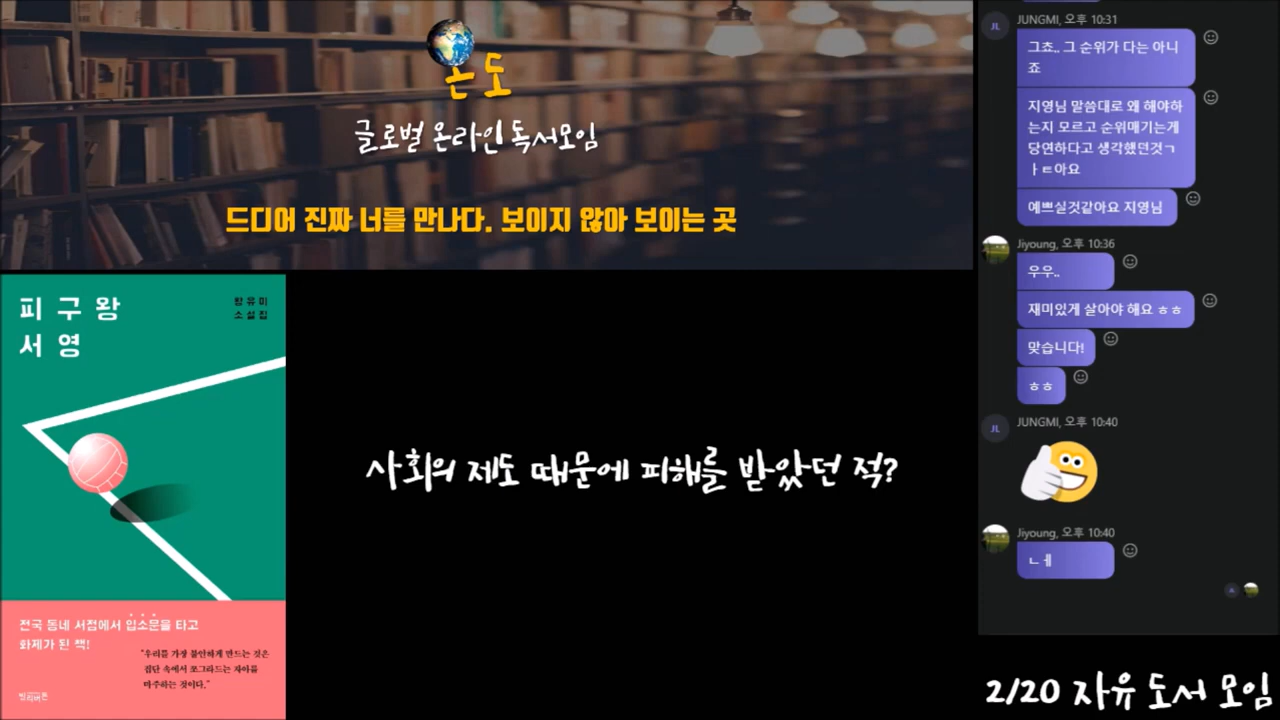 온도
글로벌 온라인 독서모임
드디어 진짜 너를 만나다. 보이지 않아 보이는 곳
피구왕
서영
황유미
소설집
전국 동네 서점에서 입소문을 타고
화제가 된 책!
"우리를 가장 불안하게 만드는 것은
집단 속에서 쪼그라드는 자아를
마주하는 것이다."
빌리버튼
사회의 제도 때문에 피해를 받았던 적?
JL
JUNGMI, 오후 10:31
그쵸.. 그 순위가 다는 아니
죠
지영님 말씀대로 왜 해야하
는지 모르고 순위매기는게
당연하다고 생각했던것ㄱ
ㅏㅌ아요
예쁘실것같아요 지영님
Jiyoung, 오후 10:36
우우..
재미있게 살아야 해요 ㅎㅎ
맞습니다!
ㅎㅎ
JL
JUNGMI, 오후 10:40
Jiyoung, 오후 10:40
ㄴㅔ
2/20 자유 도서 모임